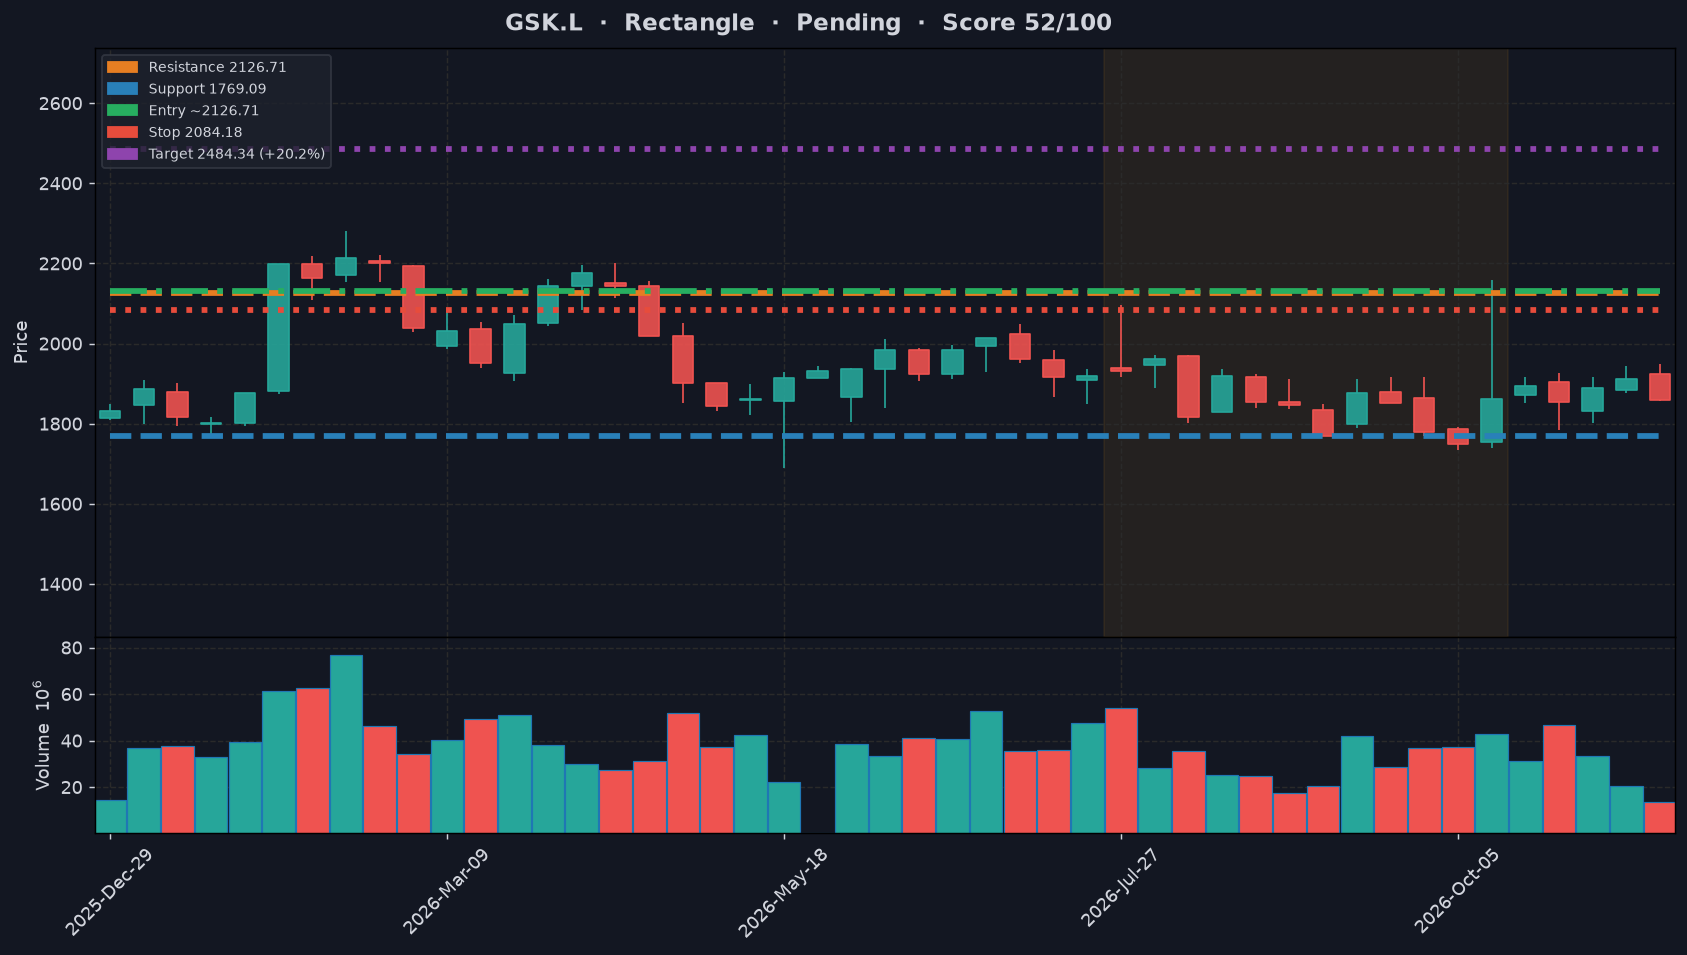 GSK.L · Rectangle · Pending · Score 52/100
Resistance 2126.71
Support 1769.09
Entry ~2126.71
Stop 2084.18
Target 2484.34 (+20.2%)
Price
2600
2400
2200
2000
1800
1600
1400
Volume 10⁶
80
60
40
20
2025-Dec-29
2026-Mar-09
2026-May-18
2026-Jul-27
2026-Oct-05